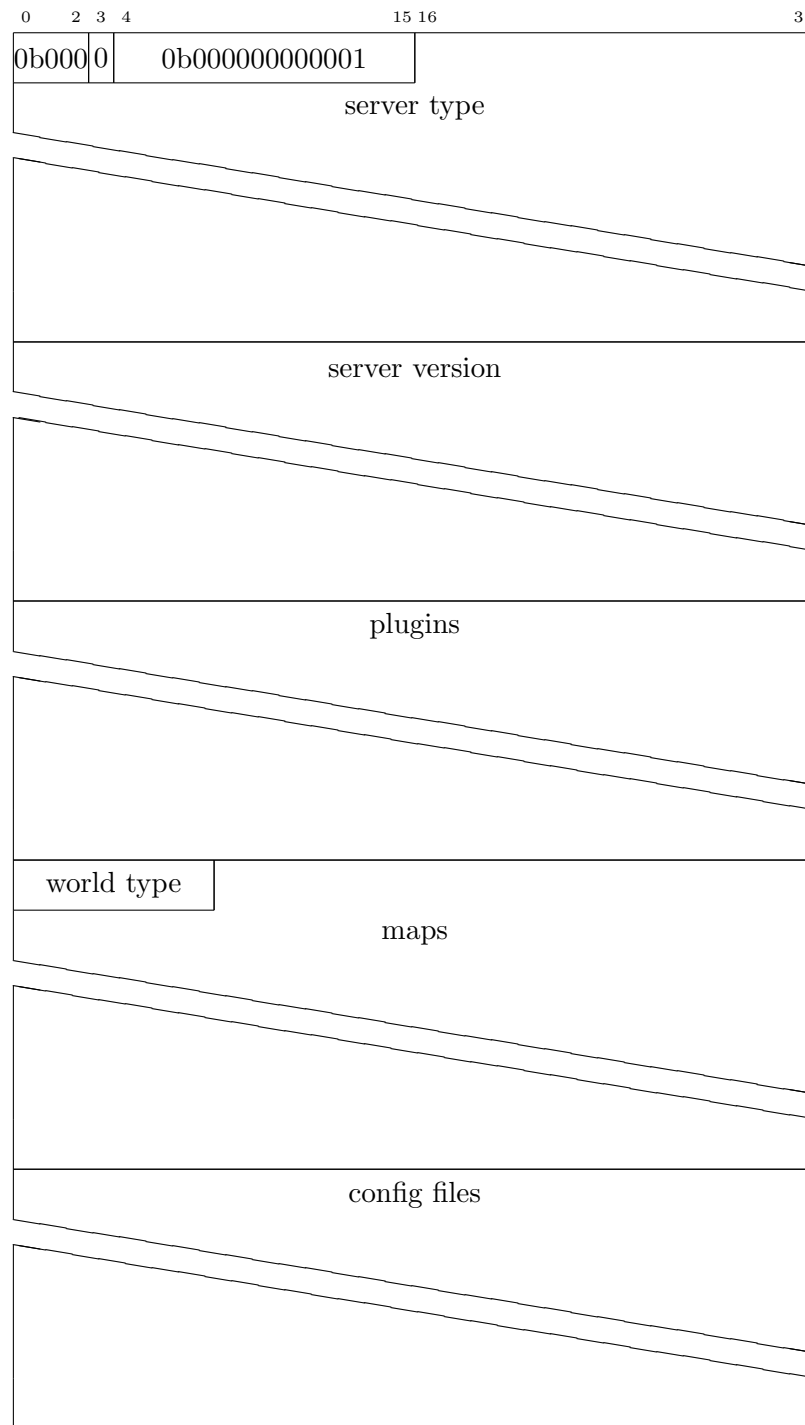 0 2 3 4 15 16 3
0b000 0 0b000000000001
server type
server version
plugins
world type
maps
config files